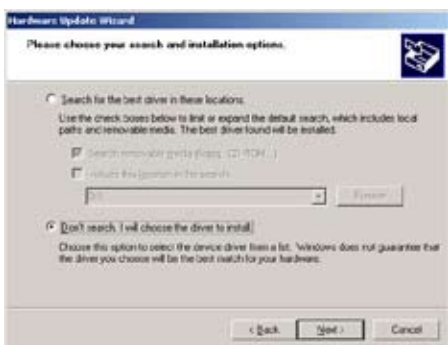 Hardware Update Wizard
Please choose your search and installation options.
Search for the best driver in these locations.
Use the check boxes below to limit or expand the default search, which includes local
paths and removable media. The best driver found will be installed.
Search removable media (floppy, CD-ROM...)
Include this location in the search:
D:\
Browse
Don't search. I will choose the driver to install.
Choose this option to select the device driver from a list. Windows does not guarantee that
the driver you choose will be the best match for your hardware.
< Back
Next >
Cancel